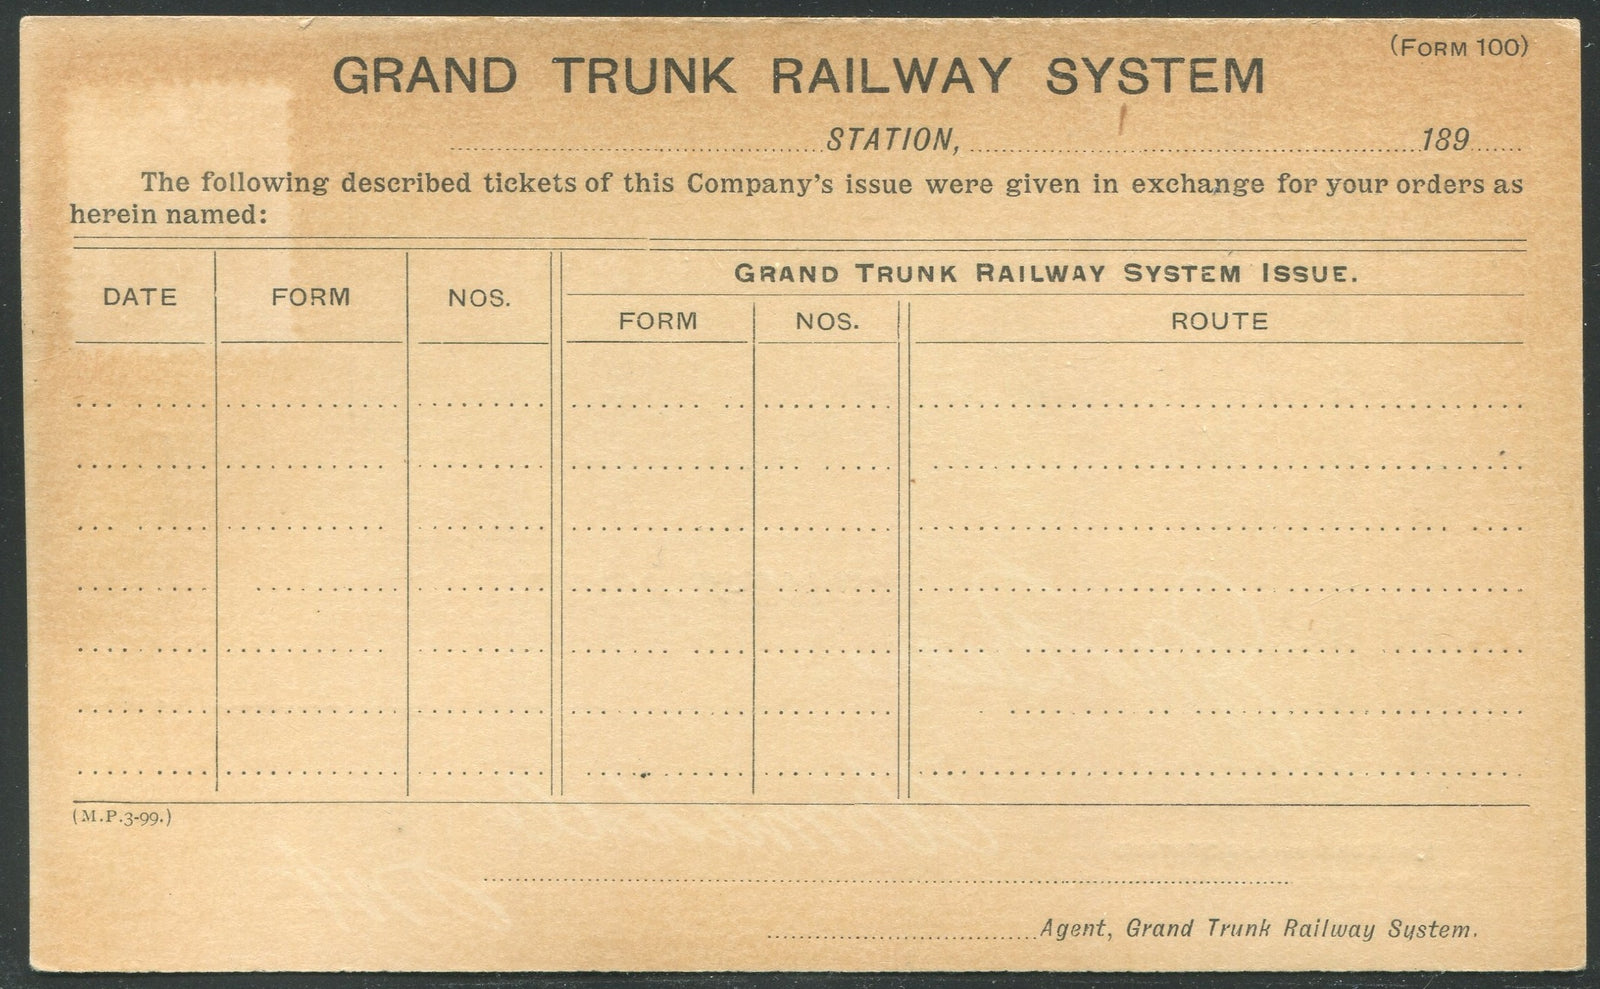 (FORM 100)
GRAND TRUNK RAILWAY SYSTEM
STATION, 189
The following described tickets of this Company's issue were given in exchange for your orders as
herein named:
DATE FORM NOS. GRAND TRUNK RAILWAY SYSTEM ISSUE.
FORM NOS. ROUTE
(M.P.3-99.)
Agent, Grand Trunk Railway System.